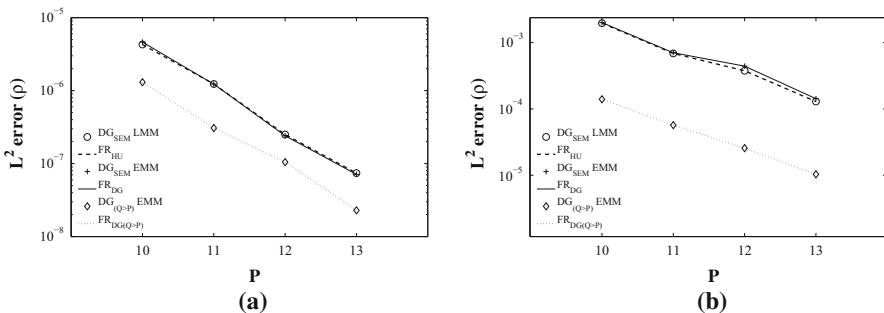 10⁻⁵
10⁻⁶
10⁻⁷
10⁻⁸
L² error (ρ)
DG_SEM LMM
FR_HU
DG_SEM EMM
FR_DG
DG_(Q>P) EMM
FR_DG(Q>P)
10 11 12 13
P
(a)
10⁻³
10⁻⁴
10⁻⁵
L² error (ρ)
DG_SEM LMM
FR_HU
DG_SEM EMM
FR_DG
DG_(Q>P) EMM
FR_DG(Q>P)
10 11 12 13
P
(b)